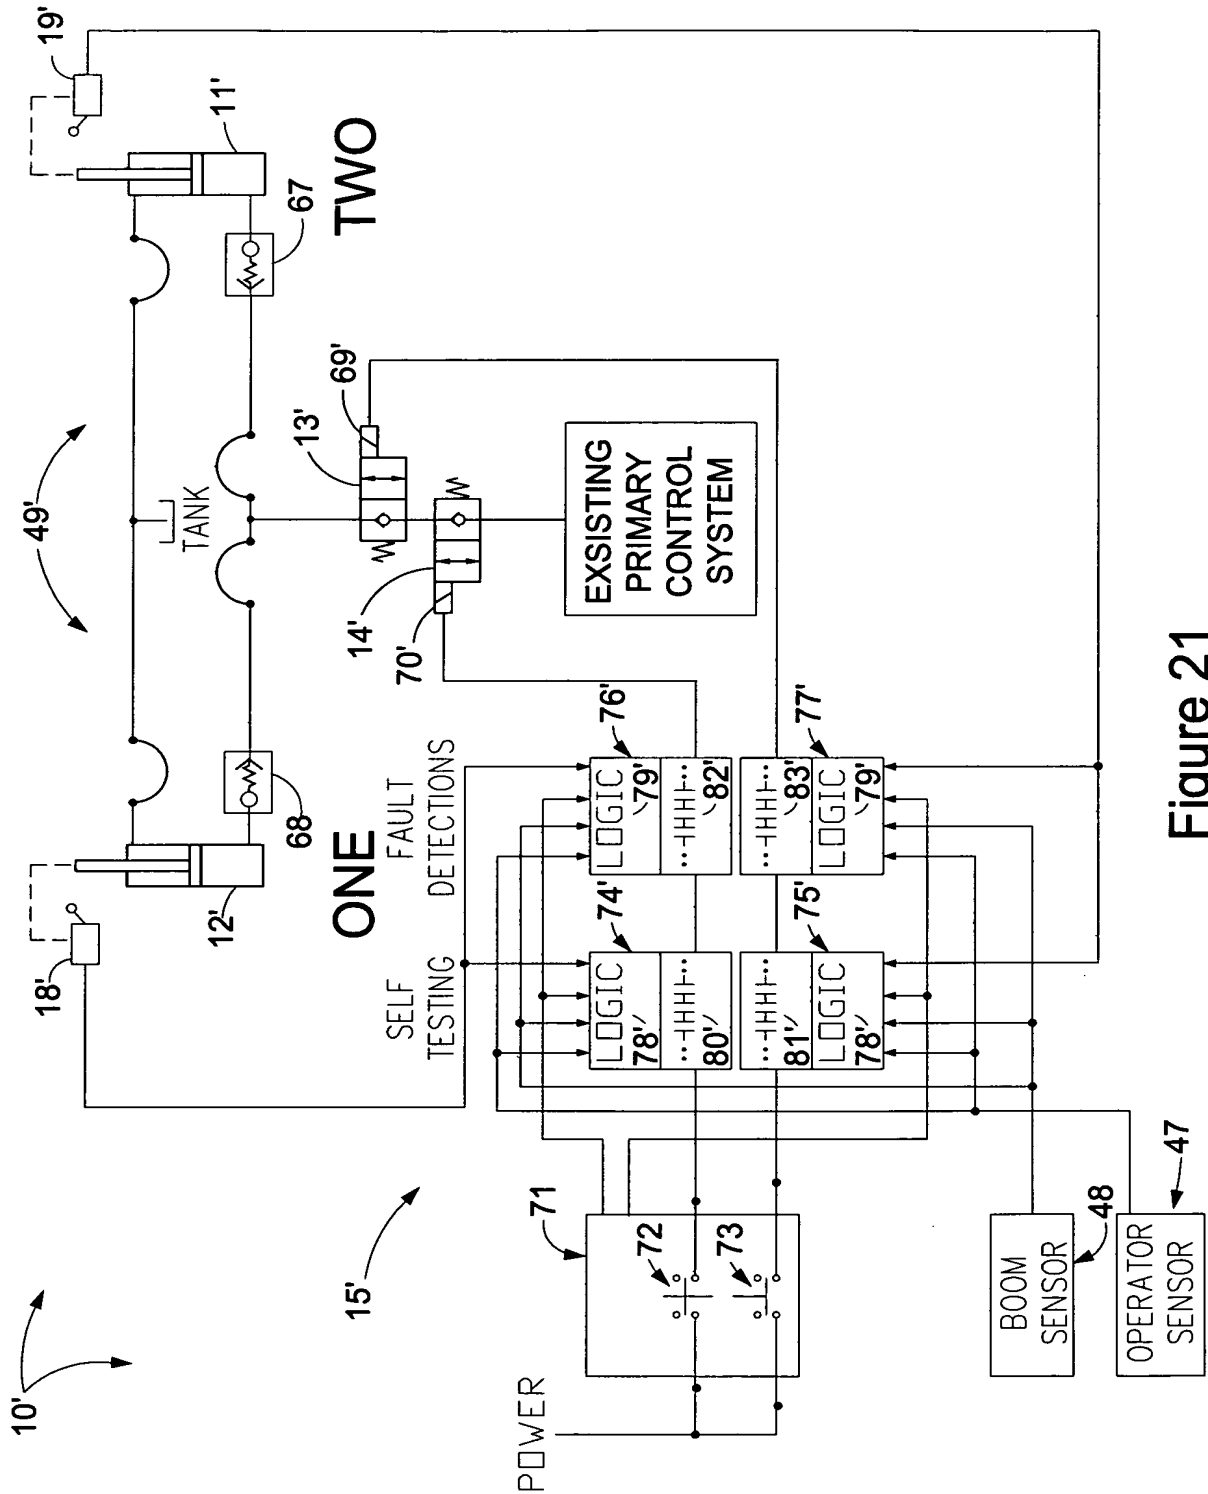 10'
15'
49'
18'
12'
ONE
68
TANK
67
TWO
11'
19'
13'
69'
14'
70'
EXSISTING
PRIMARY
CONTROL
SYSTEM
SELF
TESTING
FAULT
DETECTIONS
POWER
71
72
73
74'
LOGIC
78'
80'
76'
LOGIC
79'
82'
75'
81'
LOGIC
78'
77'
83'
LOGIC
79'
BOOM
SENSOR
48
OPERATOR
SENSOR
47
Figure 21